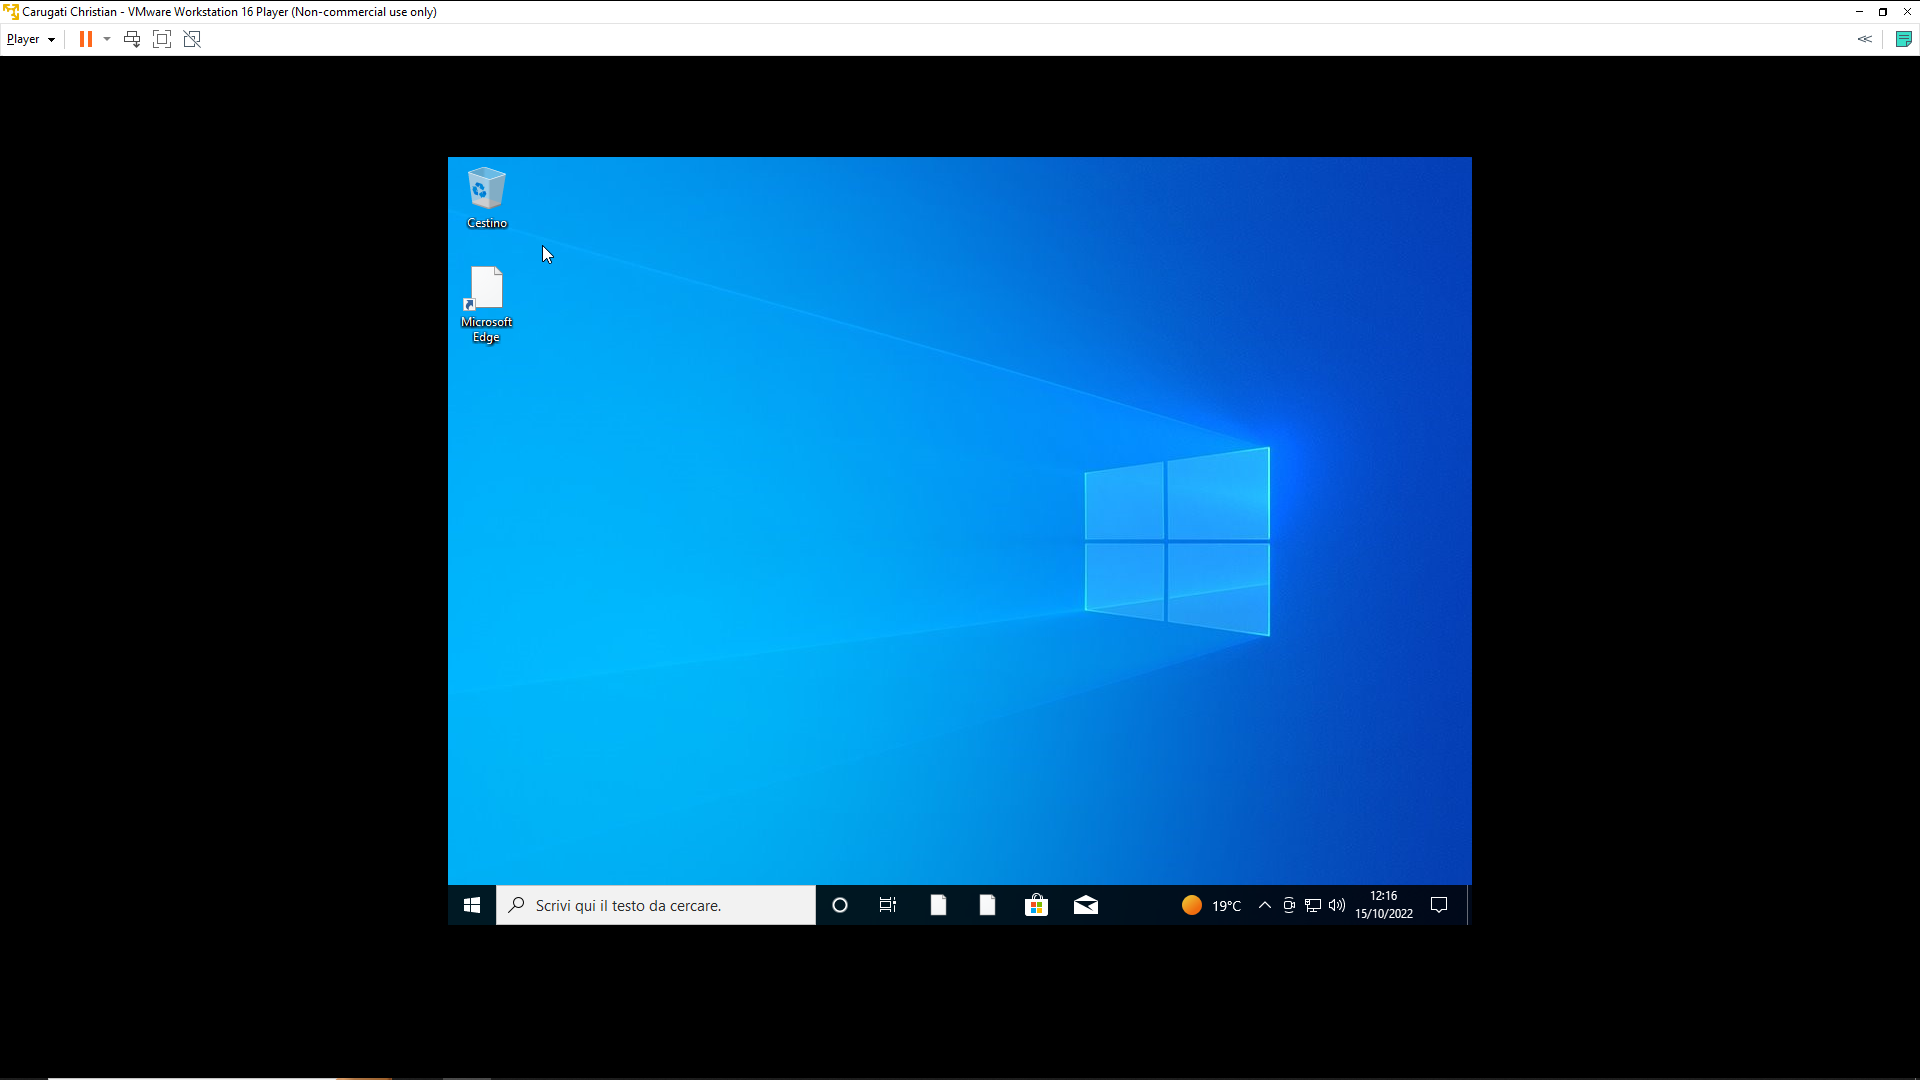 Carugati Christian - VMware Workstation 16 Player (Non-commercial use only)
Player
Cestino
Microsoft
Edge
Scrivi qui il testo da cercare.
19°C
12:16
15/10/2022